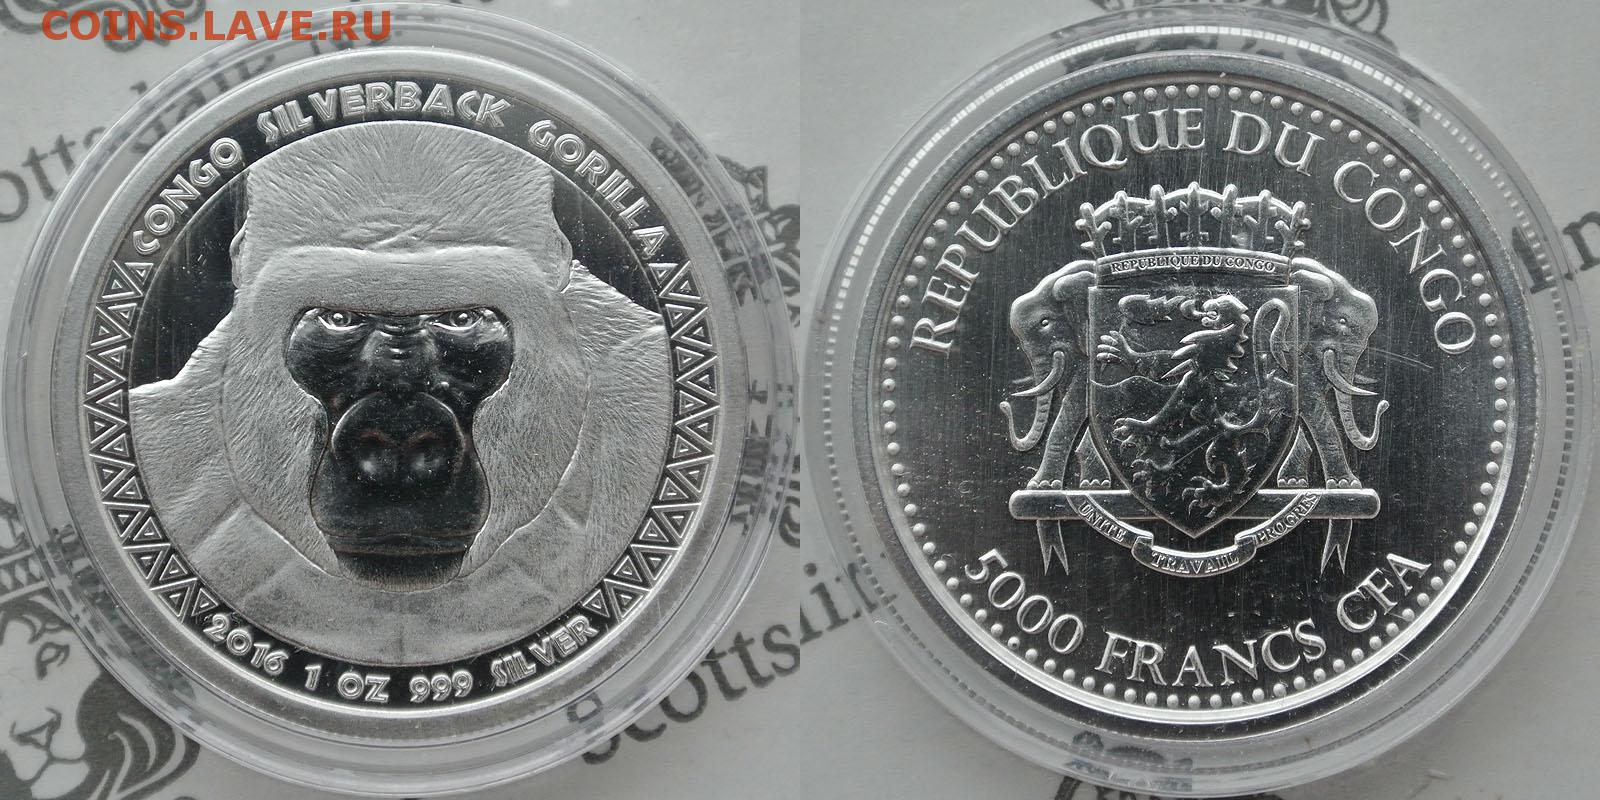 COINS.LAVE.RU
CONGO SILVERBACK GORILLA
2016 1 OZ 999 SILVER
REPUBLIQUE DU CONGO
REPUBLIQUE DU CONGO
UNITE TRAVAIL PROGRES
5000 FRANCS CFA